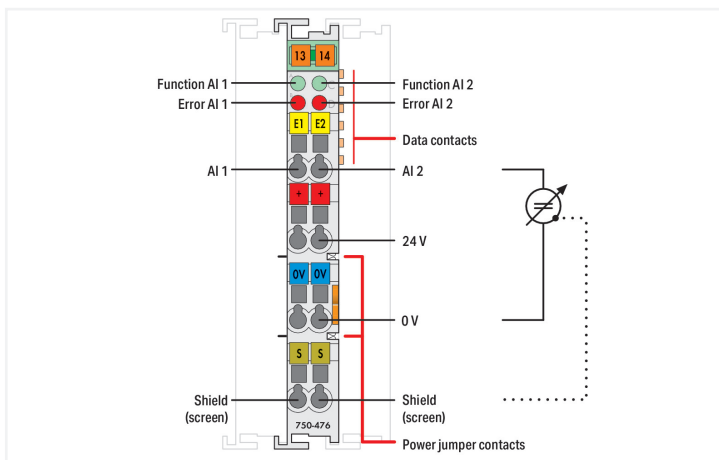 13 14
Function AI 1
Function AI 2
Error AI 1
Error AI 2
E1 E2
Data contacts
AI 1
AI 2
+ +
24 V
0V 0V
0 V
S S
Shield
(screen)
Shield
(screen)
750-476
Power jumper contacts